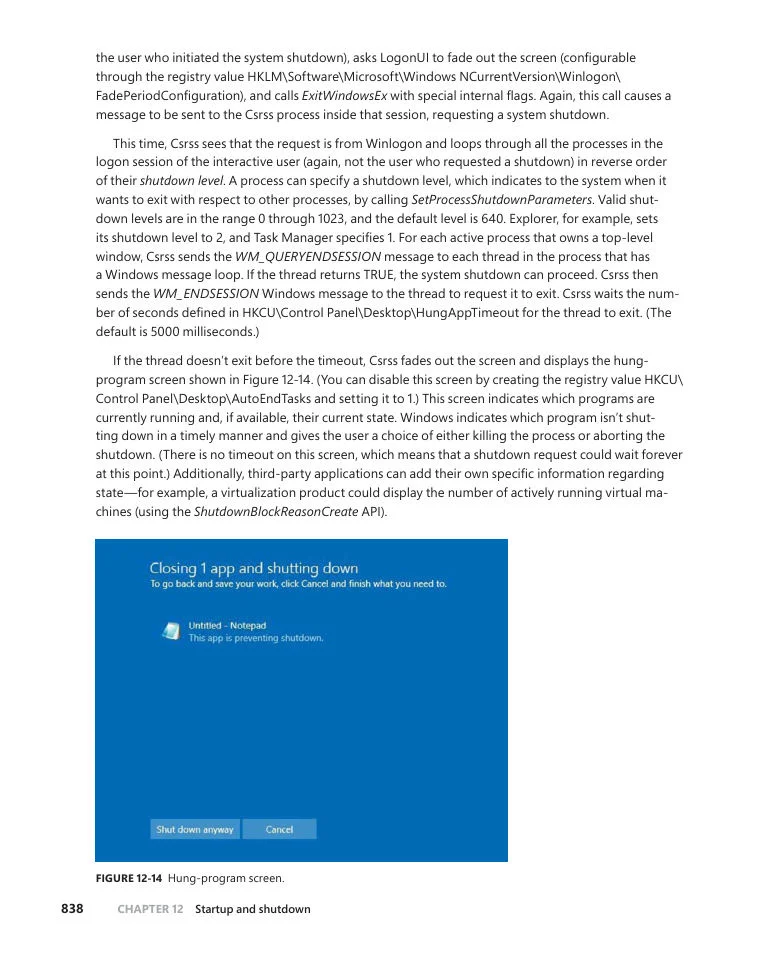 the user who initiated the system shutdown), asks LogonUI to fade out the screen (configurable
through the registry value HKLM\Software\Microsoft\Windows NCurrentVersion\Winlogon\
FadePeriodConfiguration), and calls ExitWindowsEx with special internal flags. Again, this call causes a
message to be sent to the Csrss process inside that session, requesting a system shutdown.
This time, Csrss sees that the request is from Winlogon and loops through all the processes in the
logon session of the interactive user (again, not the user who requested a shutdown) in reverse order
of their shutdown level. A process can specify a shutdown level, which indicates to the system when it
wants to exit with respect to other processes, by calling SetProcessShutdownParameters. Valid shut-
down levels are in the range 0 through 1023, and the default level is 640. Explorer, for example, sets
its shutdown level to 2, and Task Manager specifies 1. For each active process that owns a top-level
window, Csrss sends the WM_QUERYENDSESSION message to each thread in the process that has
a Windows message loop. If the thread returns TRUE, the system shutdown can proceed. Csrss then
sends the WM_ENDSESSION Windows message to the thread to request it to exit. Csrss waits the num-
ber of seconds defined in HKCU\Control Panel\Desktop\HungAppTimeout for the thread to exit. (The
default is 5000 milliseconds.)
If the thread doesn't exit before the timeout, Csrss fades out the screen and displays the hung-
program screen shown in Figure 12-14. (You can disable this screen by creating the registry value HKCU\
Control Panel\Desktop\AutoEndTasks and setting it to 1.) This screen indicates which programs are
currently running and, if available, their current state. Windows indicates which program isn't shut-
ting down in a timely manner and gives the user a choice of either killing the process or aborting the
shutdown. (There is no timeout on this screen, which means that a shutdown request could wait forever
at this point.) Additionally, third-party applications can add their own specific information regarding
state—for example, a virtualization product could display the number of actively running virtual ma-
chines (using the ShutdownBlockReasonCreate API).
Closing 1 app and shutting down
To go back and save your work, click Cancel and finish what you need to.
Untitled - Notepad
This app is preventing shutdown.
Shut down anyway Cancel
FIGURE 12-14 Hung-program screen.
838 CHAPTER 12 Startup and shutdown